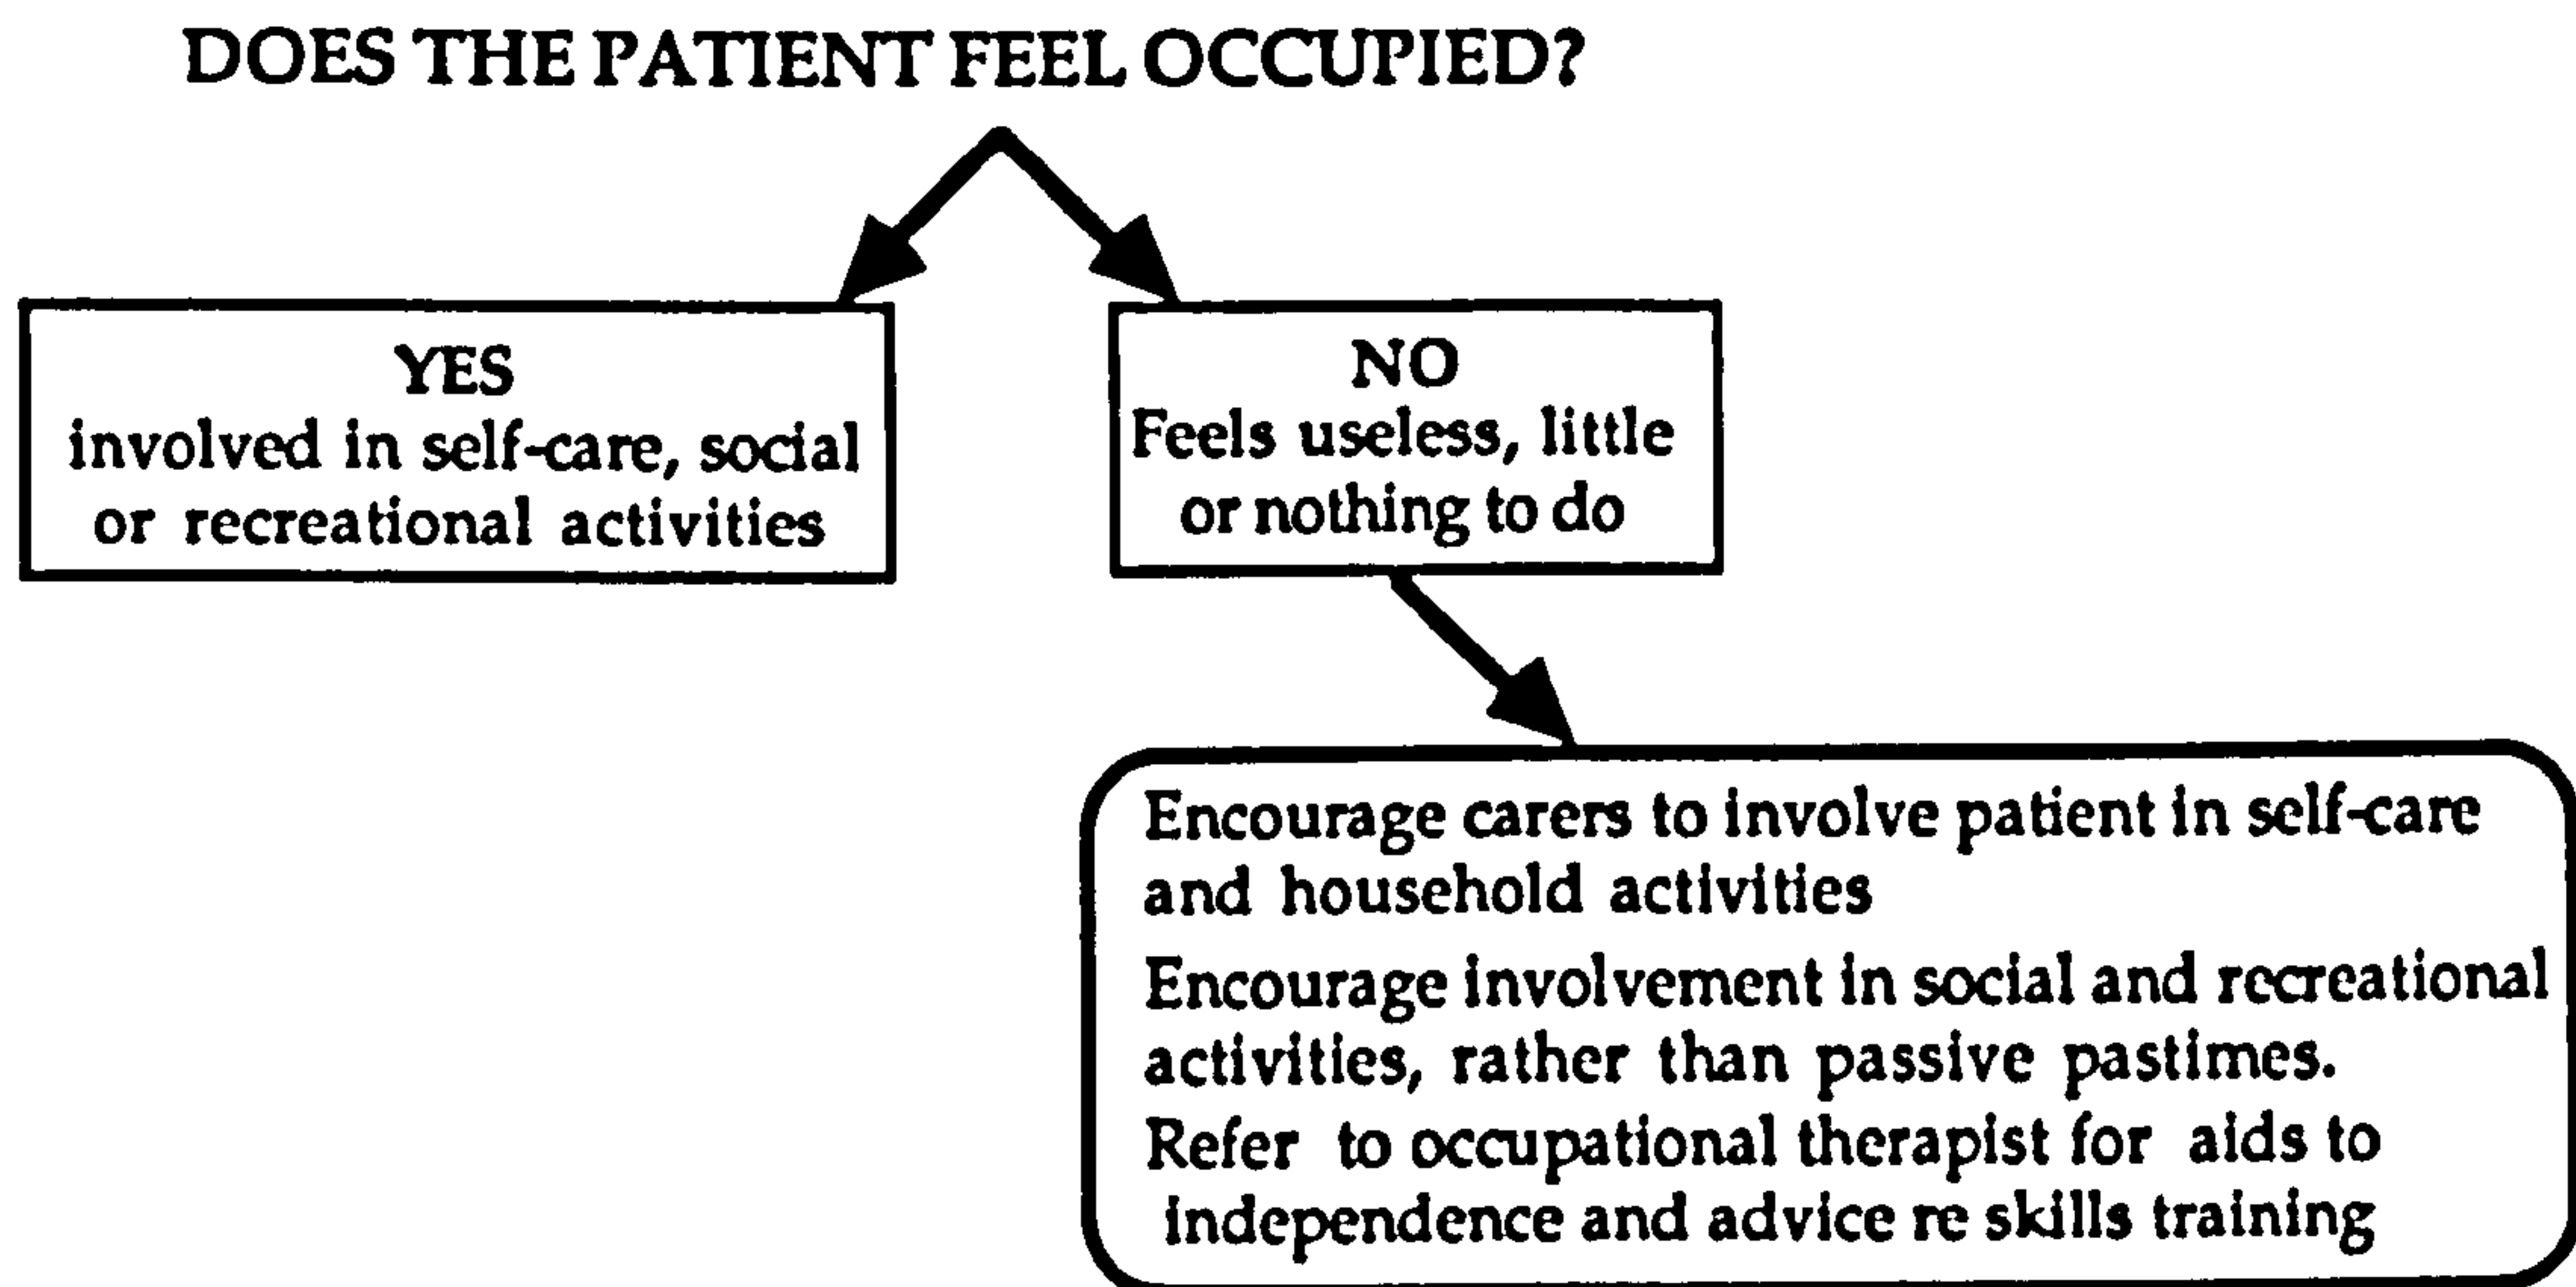 DOES THE PATIENT FEEL OCCUPIED?
YES
involved in self-care, social
or recreational activities
NO
Feels useless, little
or nothing to do
Encourage carers to involve patient in self-care
and household activities
Encourage involvement in social and recreational
activities, rather than passive pastimes.
Refer to occupational therapist for aids to
independence and advice re skills training